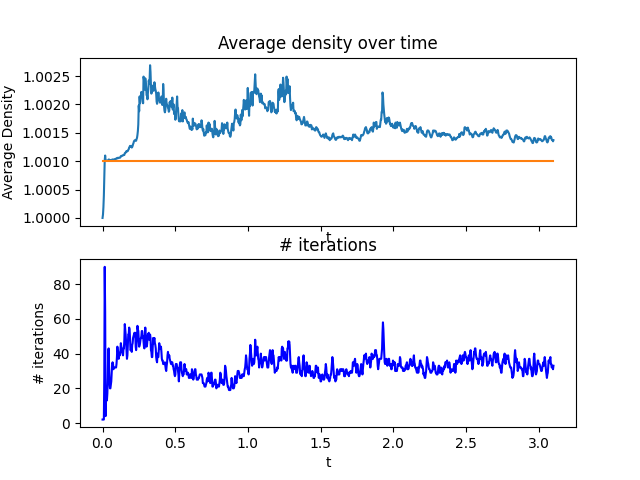 Average density over time
Average Density
1.0025
1.0020
1.0015
1.0010
1.0005
1.0000
t
# iterations
# iterations
80
60
40
20
0
0.0 0.5 1.0 1.5 2.0 2.5 3.0
t